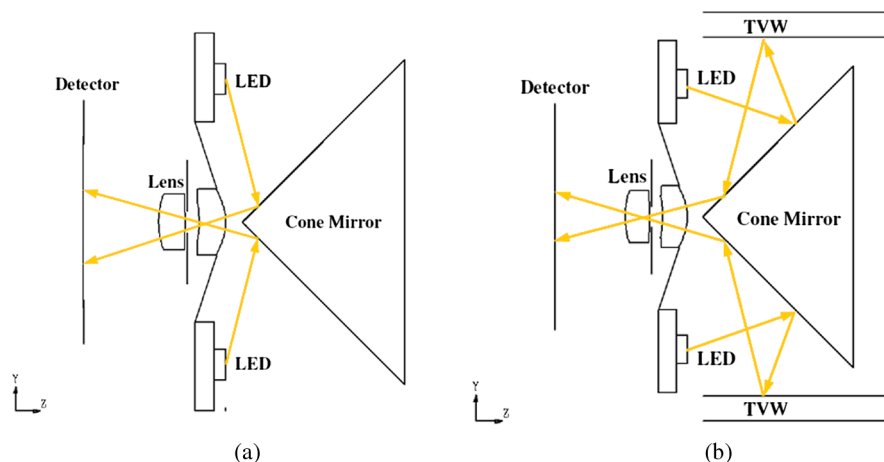 LED
Detector
Lens
Cone Mirror
LED
Y
Z
(a)
TVW
LED
Detector
Lens
Cone Mirror
LED
TVW
Y
Z
(b)